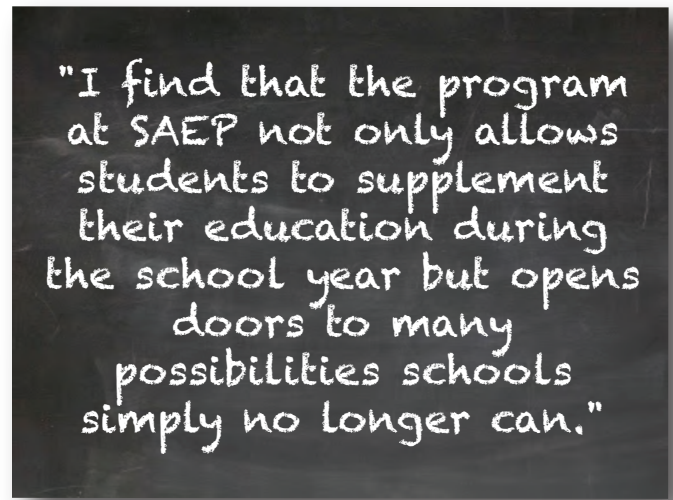 "I find that the program
at SAEP not only allows
students to supplement
their education during
the school year but opens
doors to many
possibilities schools
simply no longer can."